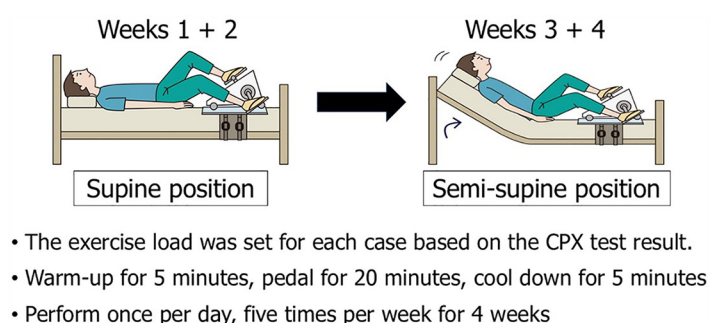 Weeks 1 + 2
Weeks 3 + 4
Supine position
Semi-supine position
• The exercise load was set for each case based on the CPX test result.
• Warm-up for 5 minutes, pedal for 20 minutes, cool down for 5 minutes
• Perform once per day, five times per week for 4 weeks